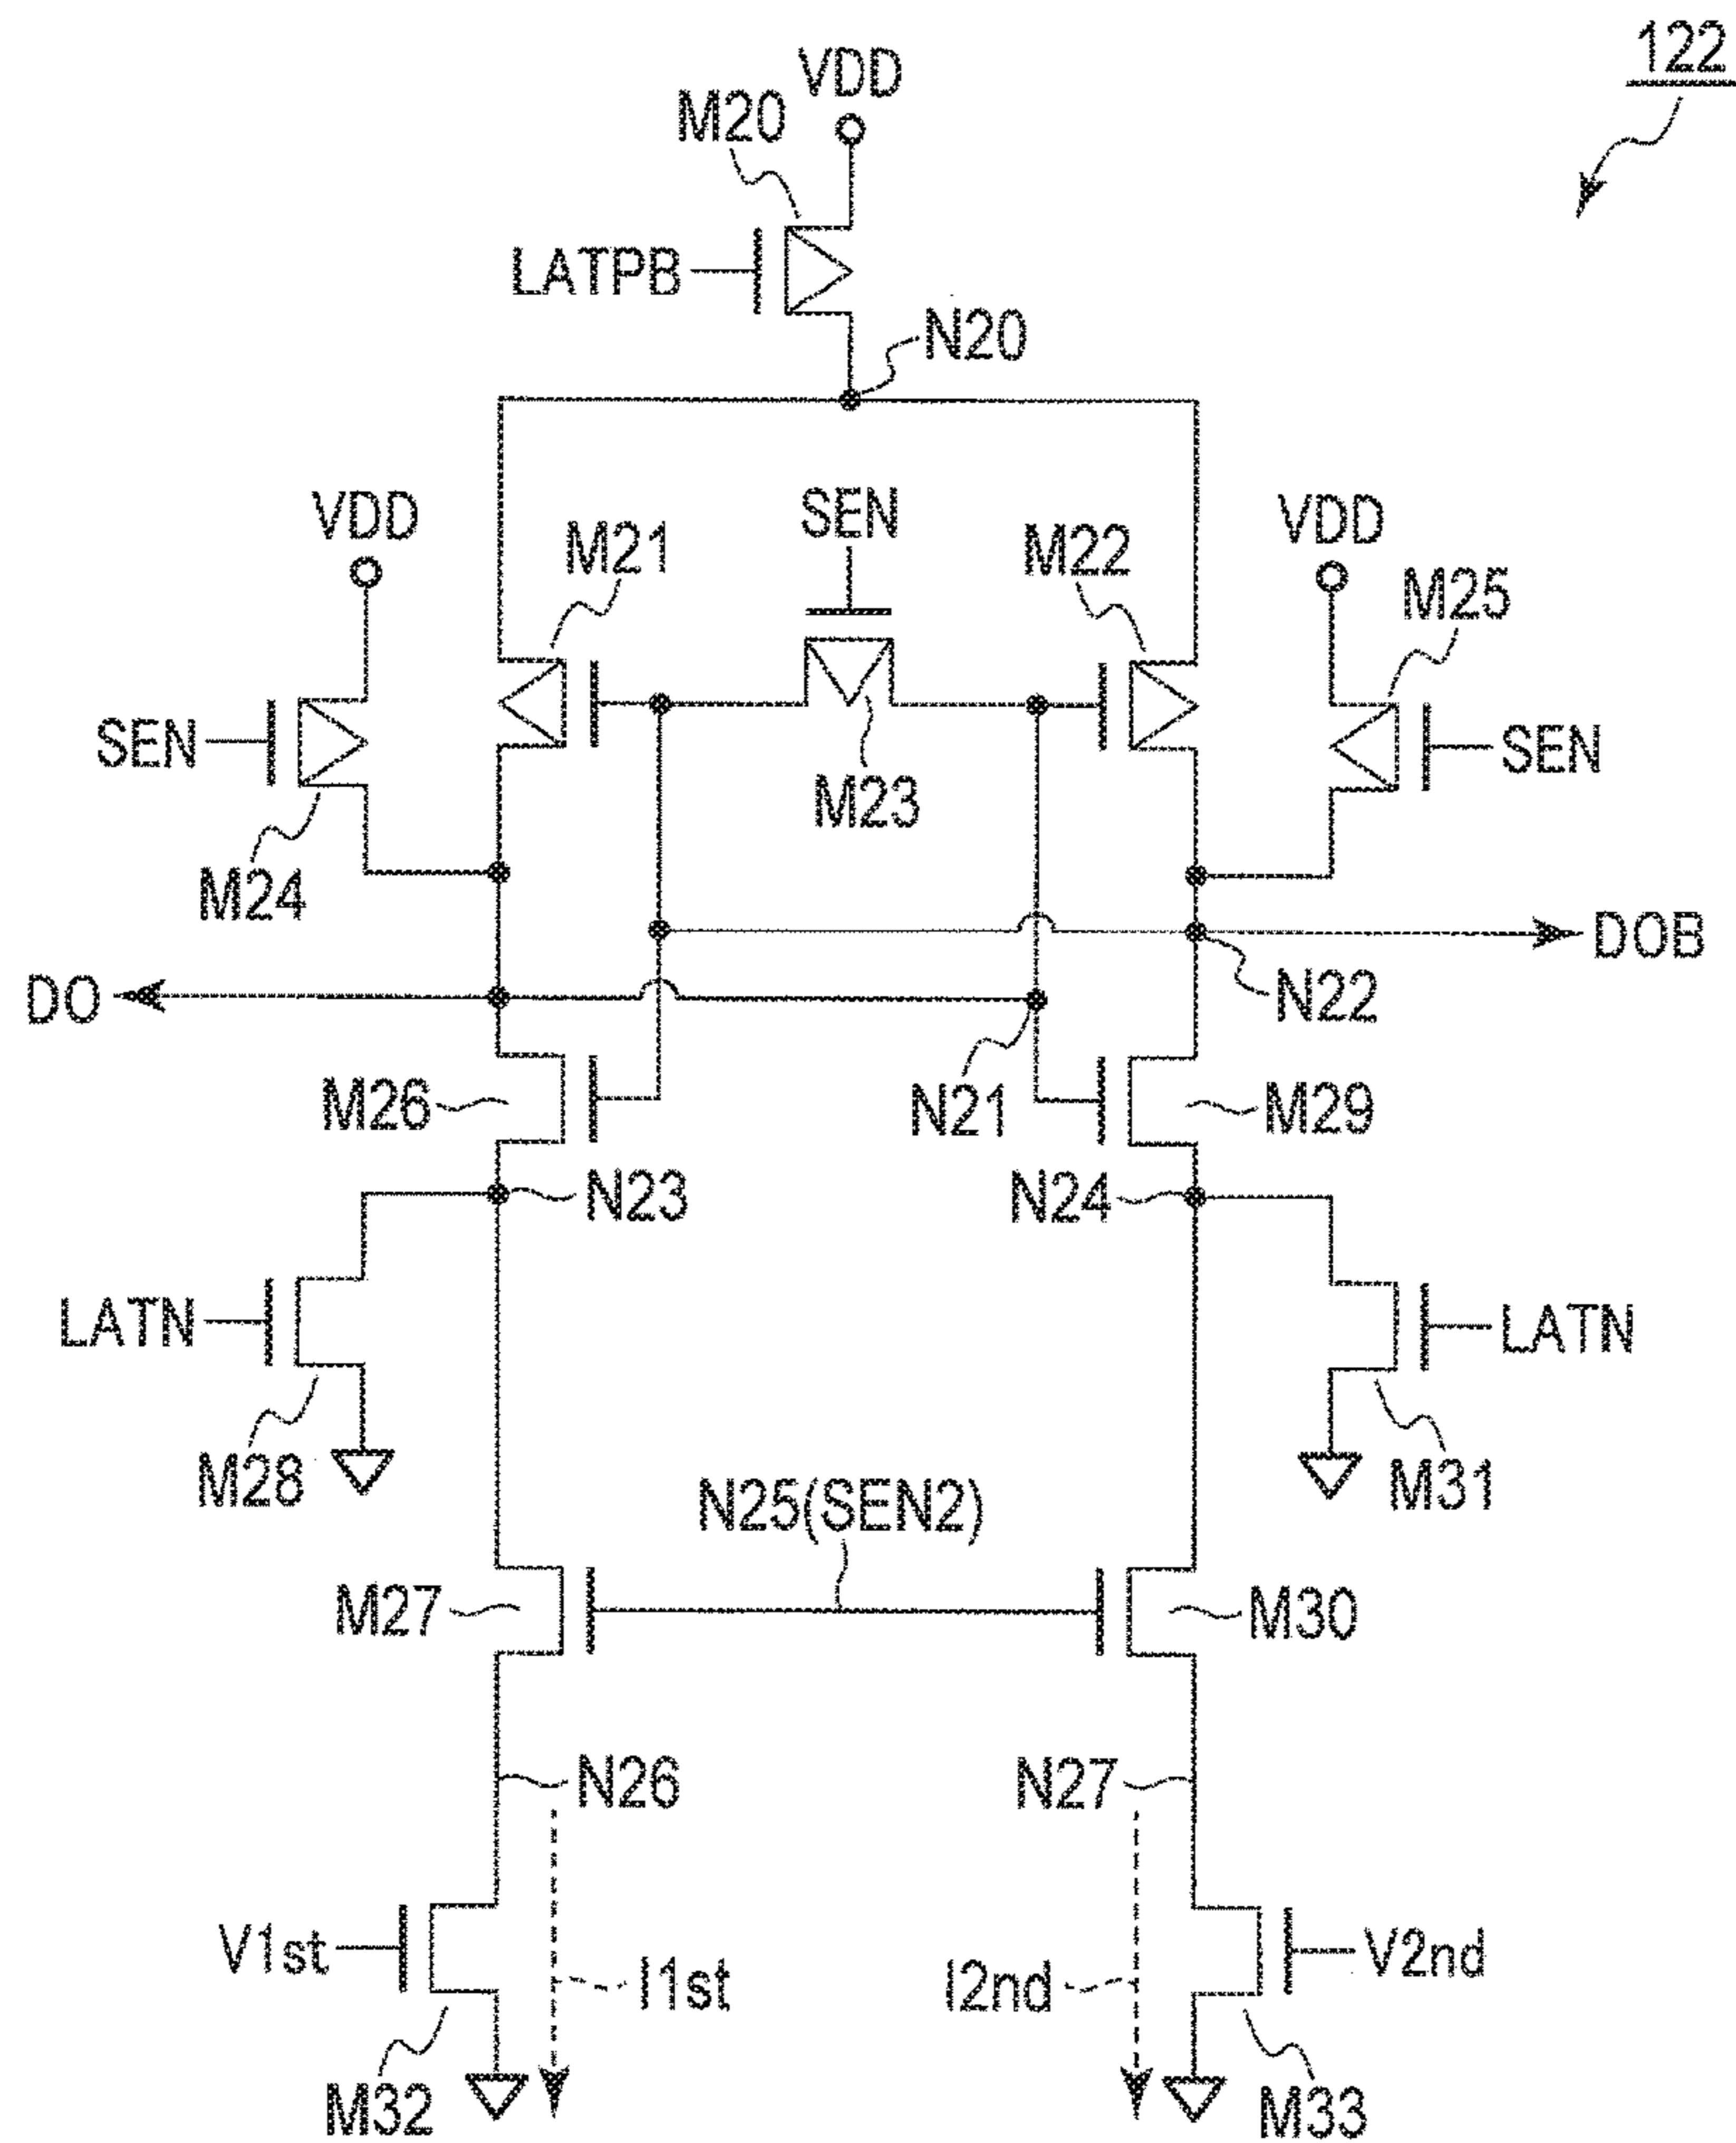 122
VDD
M20
LATPB
N20
VDD
M21
SEN
M22
VDD
M25
SEN
M23
SEN
M24
DO
DOB
N22
M26
N21
M29
N23
N24
LATN
LATN
M28
M31
N25(SEN2)
M27
M30
N26
N27
V1st
I1st
I2nd
V2nd
M32
M33